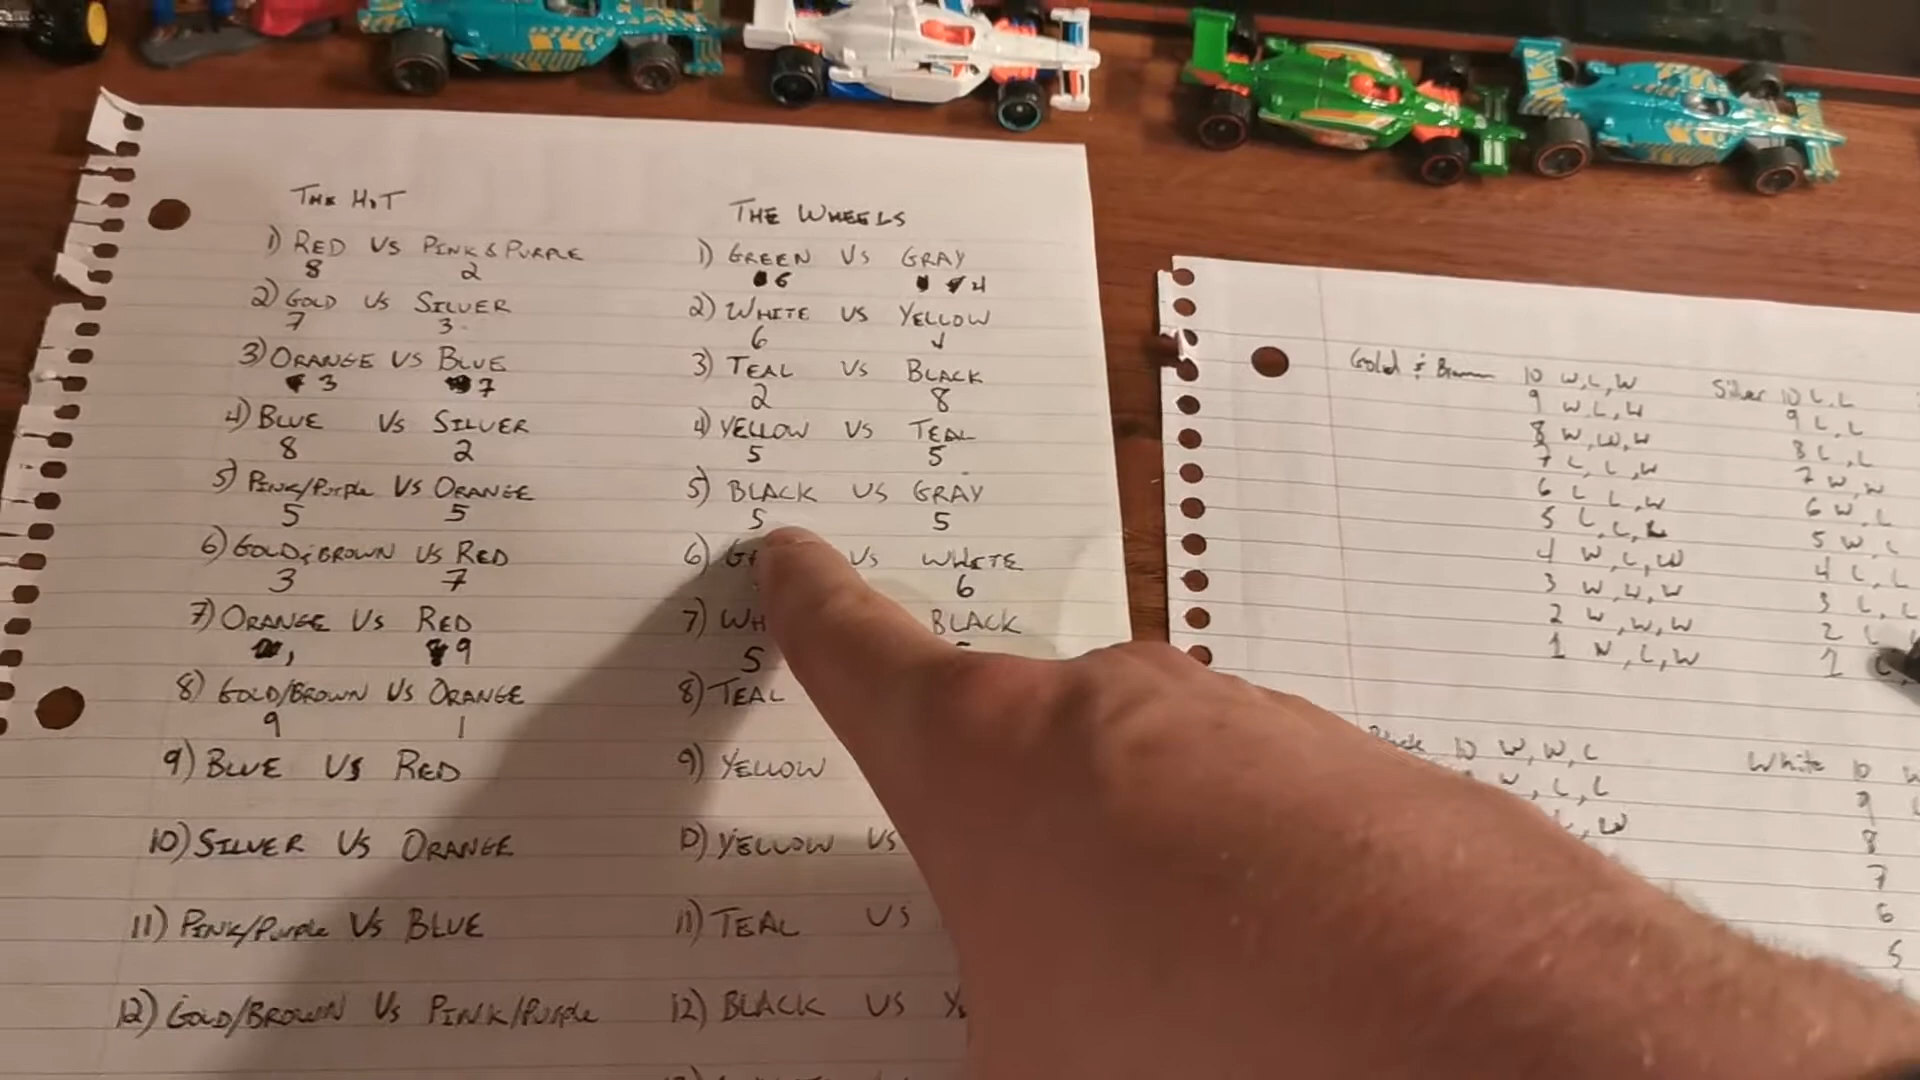 THE HOT
1) RED VS PINK & PURPLE
8 2
2) GOLD VS SILVER
7 3
3) ORANGE VS BLUE
3 7
4) BLUE VS SILVER
8 2
5) PINK/PURPLE VS ORANGE
5 5
6) GOLD & BROWN VS RED
3 7
7) ORANGE VS RED
1 9
8) GOLD/BROWN VS ORANGE
9 1
9) BLUE VS RED
10) SILVER VS ORANGE
11) PINK/PURPLE VS BLUE
12) GOLD/BROWN VS PINK/PURPLE
THE WHEELS
1) GREEN VS GRAY
6 4
2) WHITE VS YELLOW
6
3) TEAL VS BLACK
2 8
4) YELLOW VS TEAL
5 5
5) BLACK VS GRAY
5 5
6) VS WHITE
6
7) BLACK
5
8) TEAL
9) YELLOW
10) YELLOW VS
11) TEAL VS
12) BLACK VS
Gold & Brown 10 W, L, W
9 W, L, W
8 W, W, W
7 L, L, W
6 L, L, W
5 L, L, L
4 W, L, W
3 W, W, W
2 W, W, W
1 W, L, W
Silver 10 L, L
9 L, L
8 L, L
7 W, W
6 W, L
5 W, L
4 L, L
3 L, L
2 L
1
Black 10 W, W, L
W, L, L
W
White 10
9
8
7
6
5